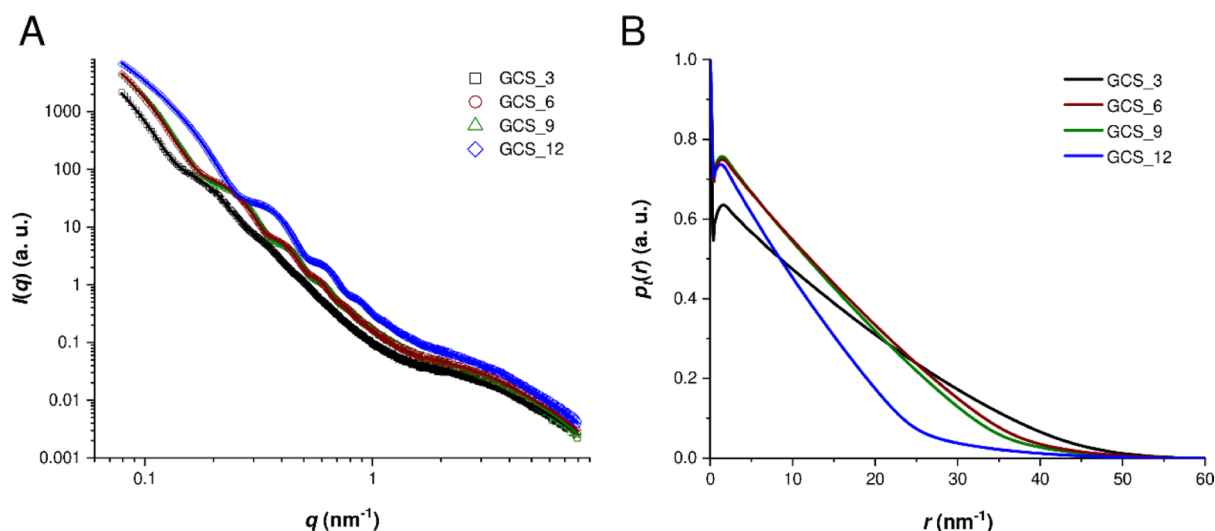 A
I(q) (a. u.)
1000
100
10
1
0.1
0.01
0.001
GCS_3
GCS_6
GCS_9
GCS_12
0.1
1
q (nm⁻¹)
B
pₜ(r) (a. u.)
1.0
0.8
0.6
0.4
0.2
0.0
GCS_3
GCS_6
GCS_9
GCS_12
0
10
20
30
40
50
60
r (nm⁻¹)